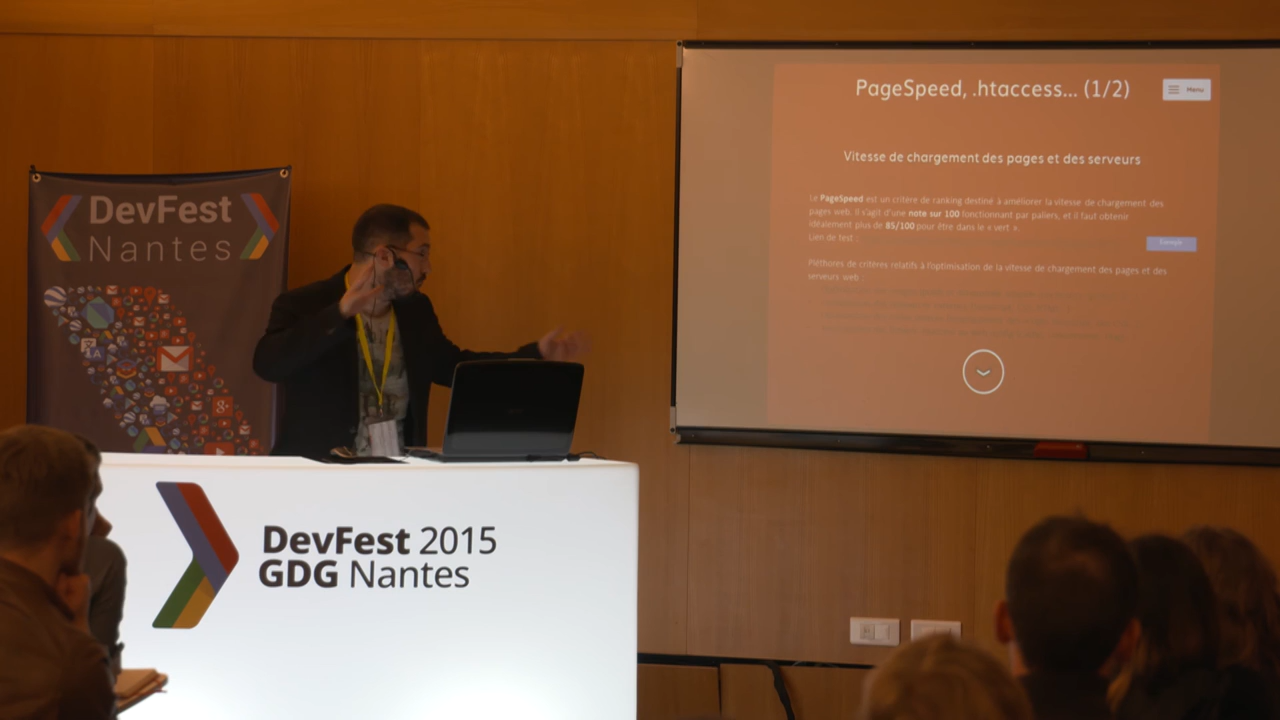 PageSpeed, .htaccess... (1/2)
Menu
Vitesse de chargement des pages et des serveurs
Le PageSpeed est un critère de ranking destiné à améliorer la vitesse de chargement des
pages web. Il s'agit d'une note sur 100 fonctionnant par paliers, et il faut obtenir
idéalement plus de 85/100 pour être dans le « vert ».
Lien de test :
Pléthores de critères relatifs à l'optimisation de la vitesse de chargement des pages et des
serveurs web :
DevFest
Nantes
DevFest 2015
GDG Nantes